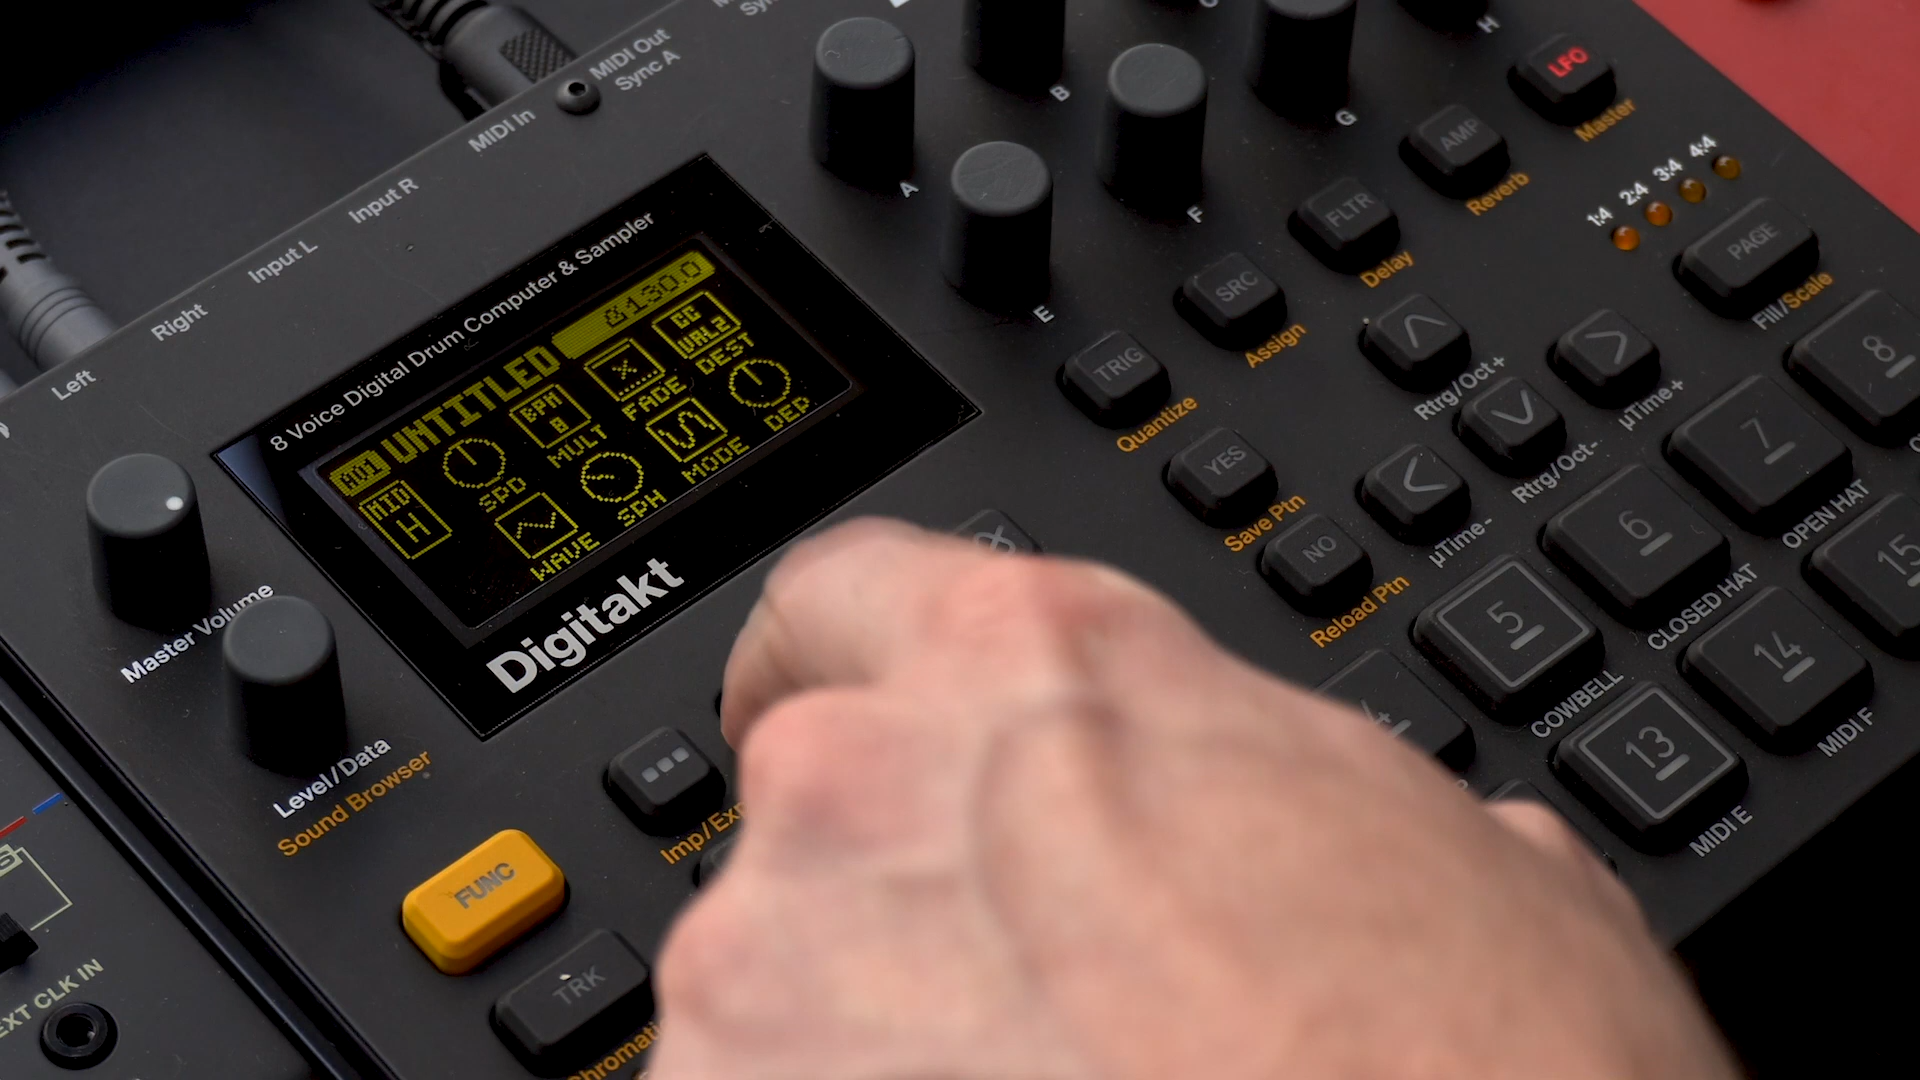 MIDI Out
Sync A
MIDI In
Input R
Input L
Right
Left
8 Voice Digital Drum Computer & Sampler
A01 UNTITLED 130.0
MID
H
SPD
BPM
8
MULT
FADE
CC
VAL2
DEST
WAVE
SPH
MODE
DEP
Digitakt
Master Volume
Level/Data
Sound Browser
FUNC
TRK
EXT CLK IN
A
B
E
F
G
H
LFO
Master
AMP
Reverb
FLTR
Delay
SRC
Assign
TRIG
Quantize
1:4
2:4
3:4
4:4
PAGE
Fill/Scale
Rtrg/Oct+
µTime+
Rtrg/Oct-
µTime-
YES
Save Ptn
NO
Reload Ptn
4
5
COWBELL
6
CLOSED HAT
7
OPEN HAT
8
13
MIDI E
14
MIDI F
15